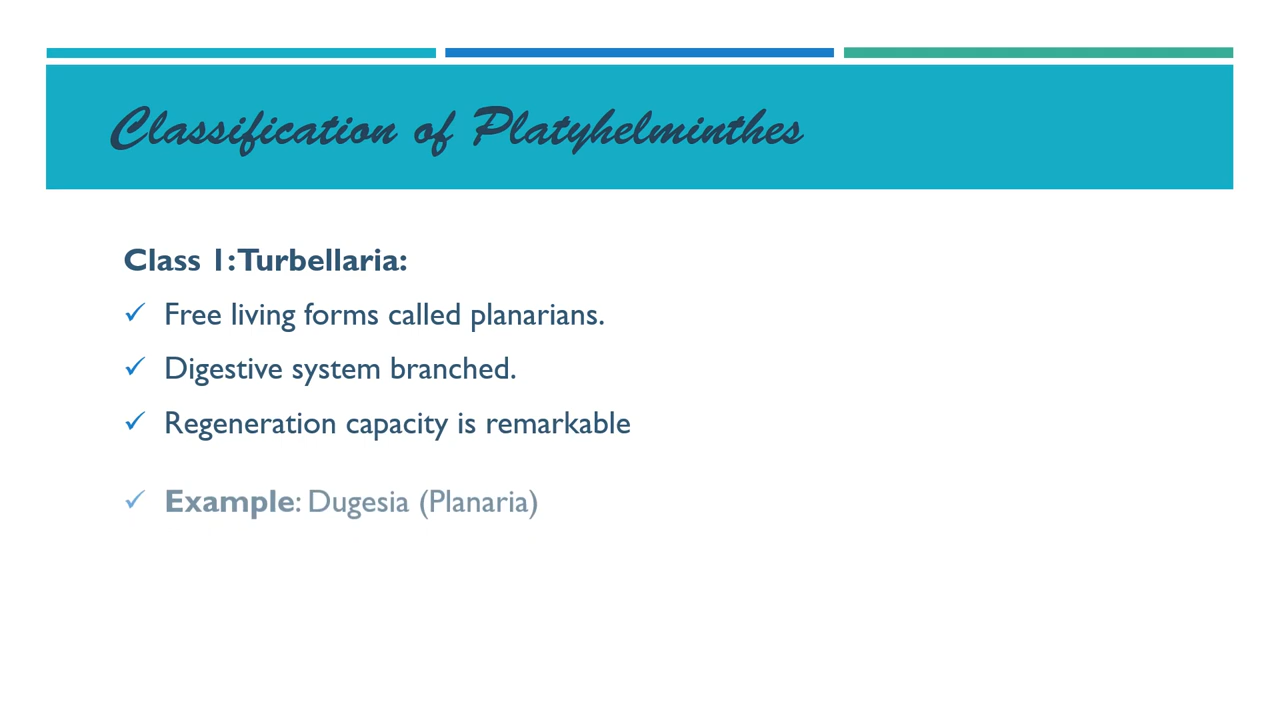 Classification of Platyhelminthes
Class 1: Turbellaria:
✓ Free living forms called planarians.
✓ Digestive system branched.
✓ Regeneration capacity is remarkable
✓ Example: Dugesia (Planaria)